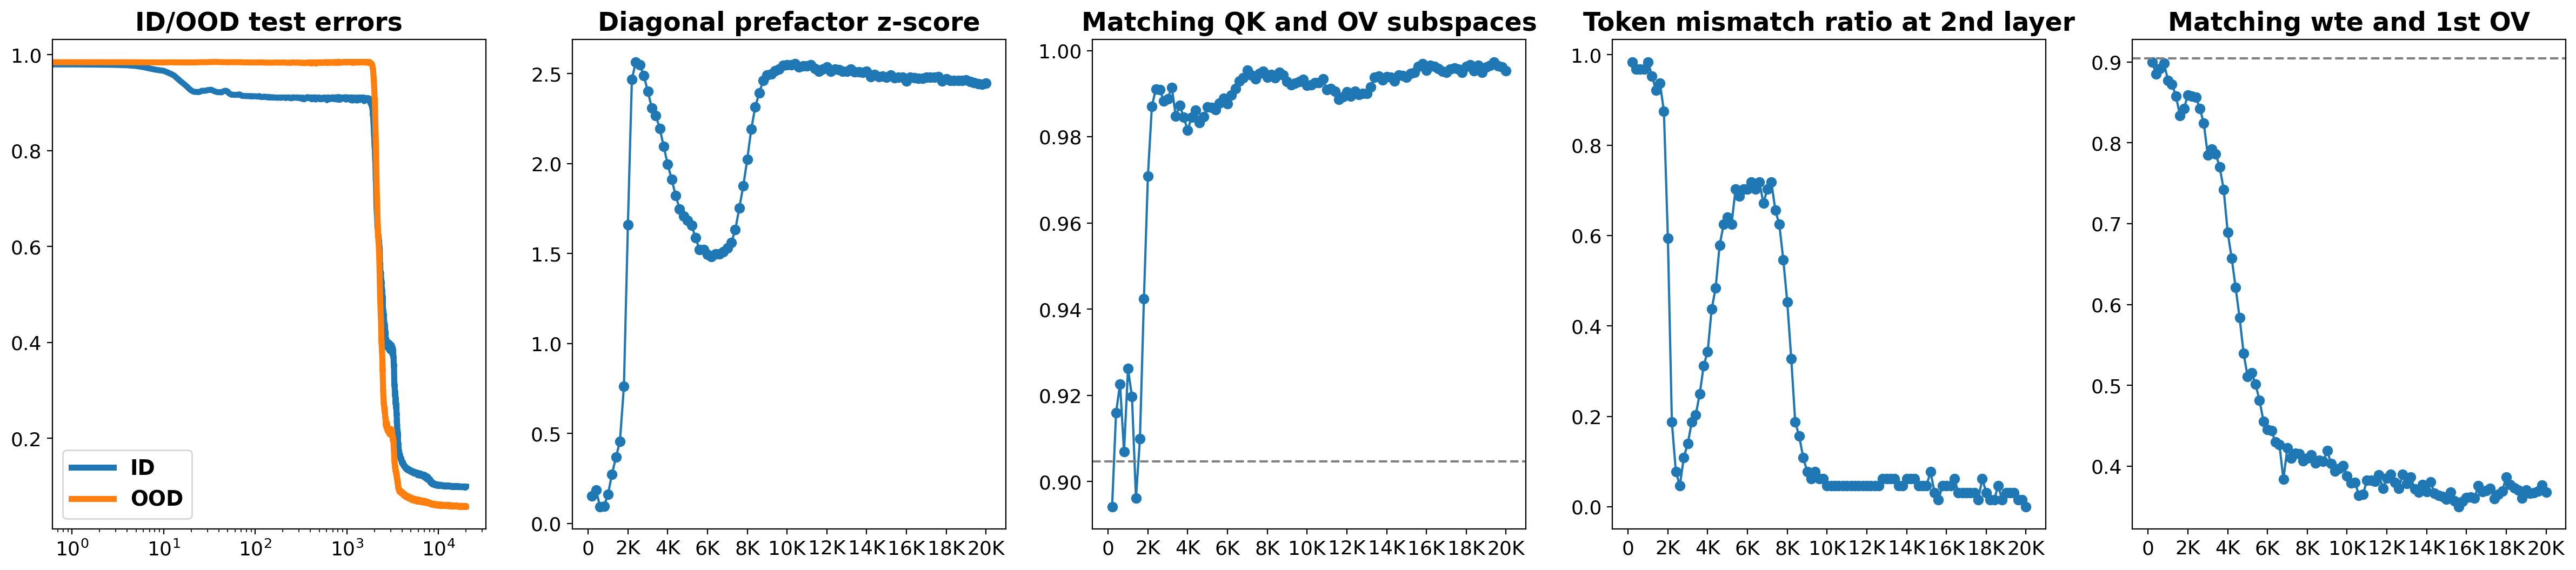 ID/OOD test errors
1.0
0.8
0.6
0.4
0.2
ID
OOD
10^0 10^1 10^2 10^3 10^4
Diagonal prefactor z-score
2.5
2.0
1.5
1.0
0.5
0.0
0 2K 4K 6K 8K 10K 12K 14K 16K 18K 20K
Matching QK and OV subspaces
1.00
0.98
0.96
0.94
0.92
0.90
0 2K 4K 6K 8K 10K 12K 14K 16K 18K 20K
Token mismatch ratio at 2nd layer
1.0
0.8
0.6
0.4
0.2
0.0
0 2K 4K 6K 8K 10K 12K 14K 16K 18K 20K
Matching wte and 1st OV
0.9
0.8
0.7
0.6
0.5
0.4
0 2K 4K 6K 8K 10K 12K 14K 16K 18K 20K